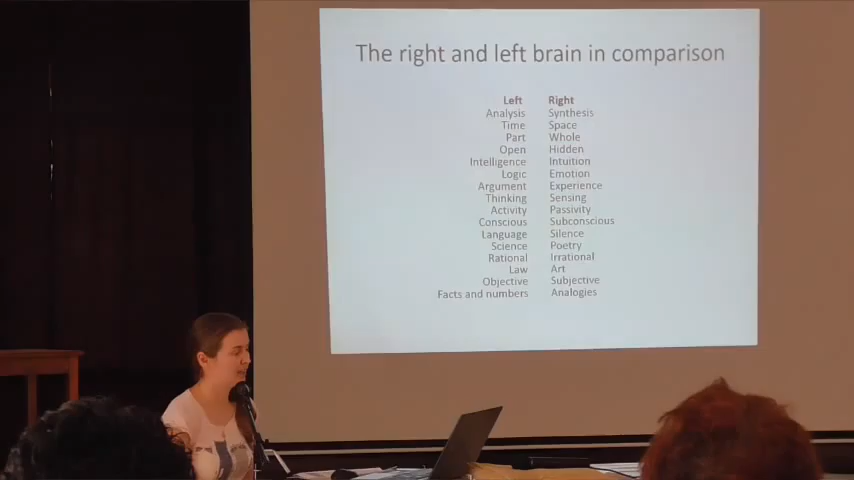 The right and left brain in comparison
Left Right
Analysis Synthesis
Time Space
Part Whole
Open Hidden
Intelligence Intuition
Logic Emotion
Argument Experience
Thinking Sensing
Activity Passivity
Conscious Subconscious
Language Silence
Science Poetry
Rational Irrational
Law Art
Objective Subjective
Facts and numbers Analogies